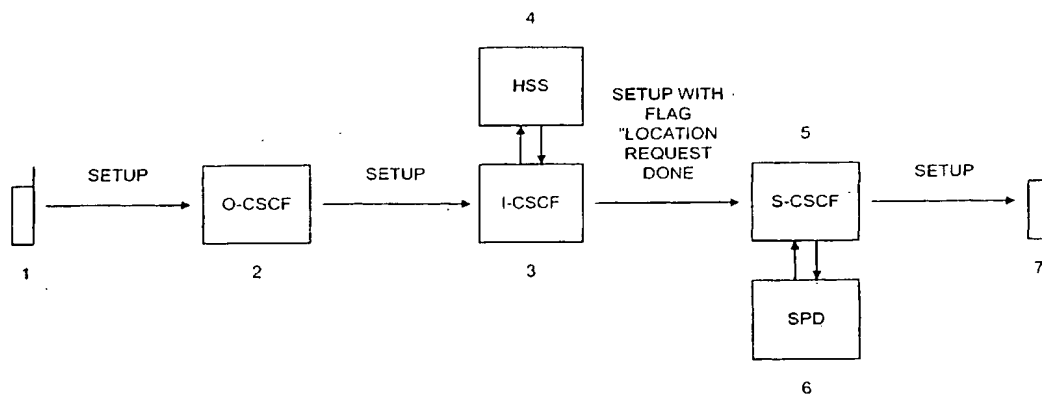 4
HSS
SETUP WITH
FLAG
"LOCATION
REQUEST
DONE
5
SETUP
O-CSCF
SETUP
I-CSCF
S-CSCF
SETUP
1
2
3
SPD
7
6